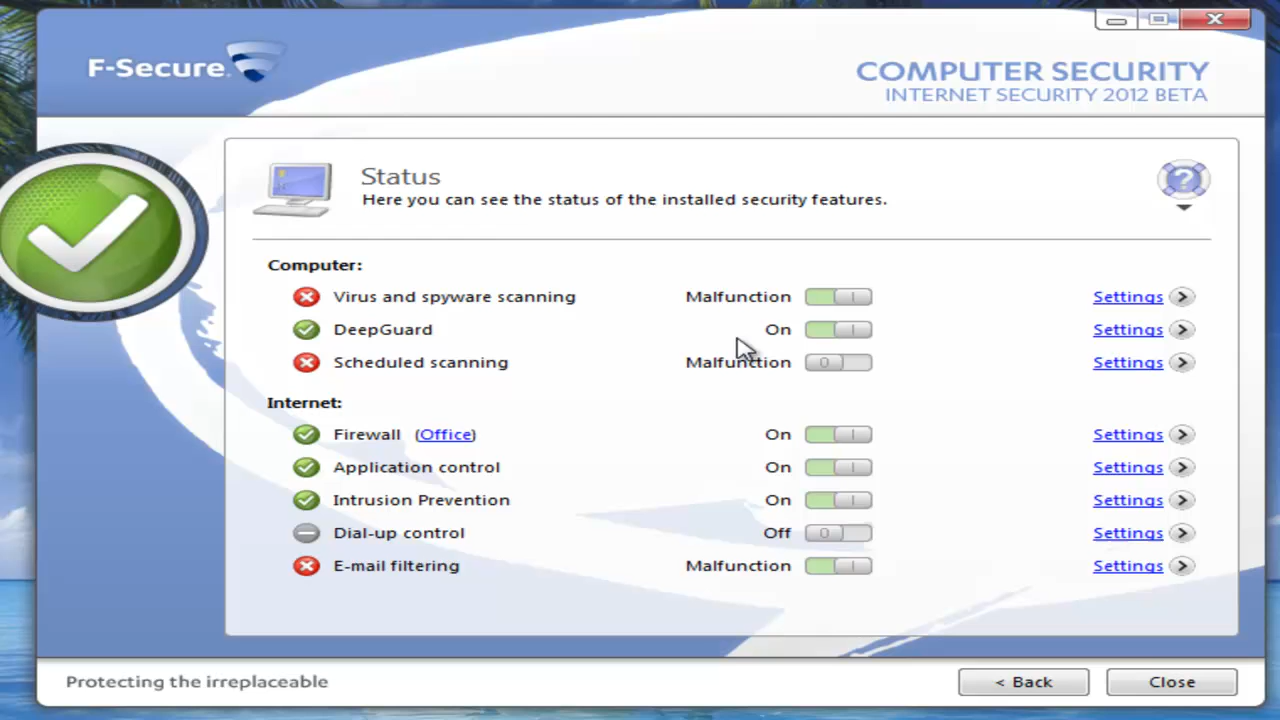 F-Secure.
COMPUTER SECURITY
INTERNET SECURITY 2012 BETA
Status
Here you can see the status of the installed security features.
Computer:
Virus and spyware scanning Malfunction Settings
DeepGuard On Settings
Scheduled scanning Malfunction Settings
Internet:
Firewall (Office) On Settings
Application control On Settings
Intrusion Prevention On Settings
Dial-up control Off Settings
E-mail filtering Malfunction Settings
Protecting the irreplaceable < Back Close